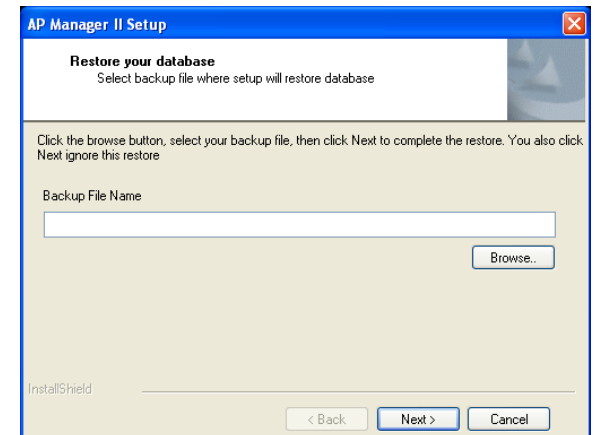 AP Manager II Setup
Restore your database
Select backup file where setup will restore database
Click the browse button, select your backup file, then click Next to complete the restore. You also click
Next ignore this restore
Backup File Name
Browse..
InstallShield
< Back
Next >
Cancel